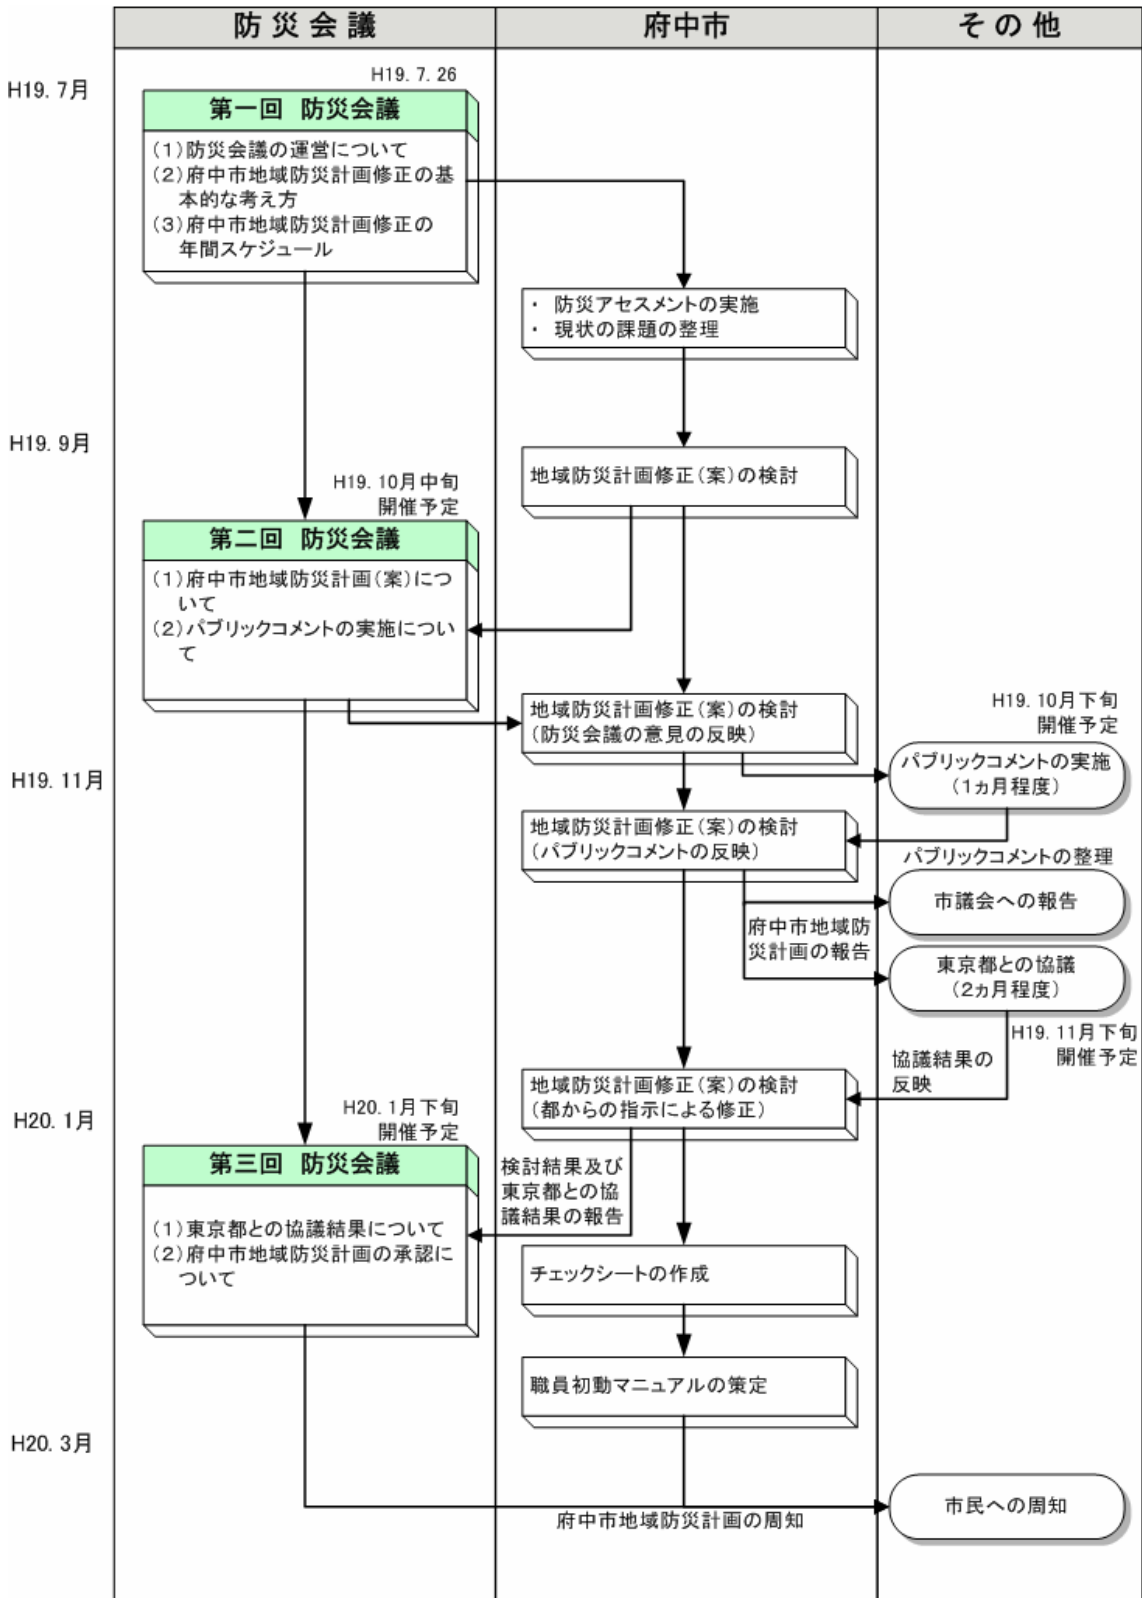 防災会議
府中市
その他
H19.7月
H19.7.26
第一回 防災会議
(1)防災会議の運営について
(2)府中市地域防災計画修正の基
本的な考え方
(3)府中市地域防災計画修正の
年間スケジュール
・ 防災アセスメントの実施
・ 現状の課題の整理
H19.9月
地域防災計画修正(案)の検討
H19.10月中旬
開催予定
第二回 防災会議
(1)府中市地域防災計画(案)につ
いて
(2)パブリックコメントの実施につい
て
地域防災計画修正(案)の検討
(防災会議の意見の反映)
H19.10月下旬
開催予定
パブリックコメントの実施
(1ヵ月程度)
H19.11月
地域防災計画修正(案)の検討
(パブリックコメントの反映)
パブリックコメントの整理
市議会への報告
府中市地域防
災計画の報告
東京都との協議
(2ヵ月程度)
H19.11月下旬
開催予定
協議結果の
反映
地域防災計画修正(案)の検討
(都からの指示による修正)
H20.1月
H20.1月下旬
開催予定
第三回 防災会議
(1)東京都との協議結果について
(2)府中市地域防災計画の承認に
ついて
検討結果及び
東京都との協
議結果の報告
チェックシートの作成
職員初動マニュアルの策定
H20.3月
市民への周知
府中市地域防災計画の周知